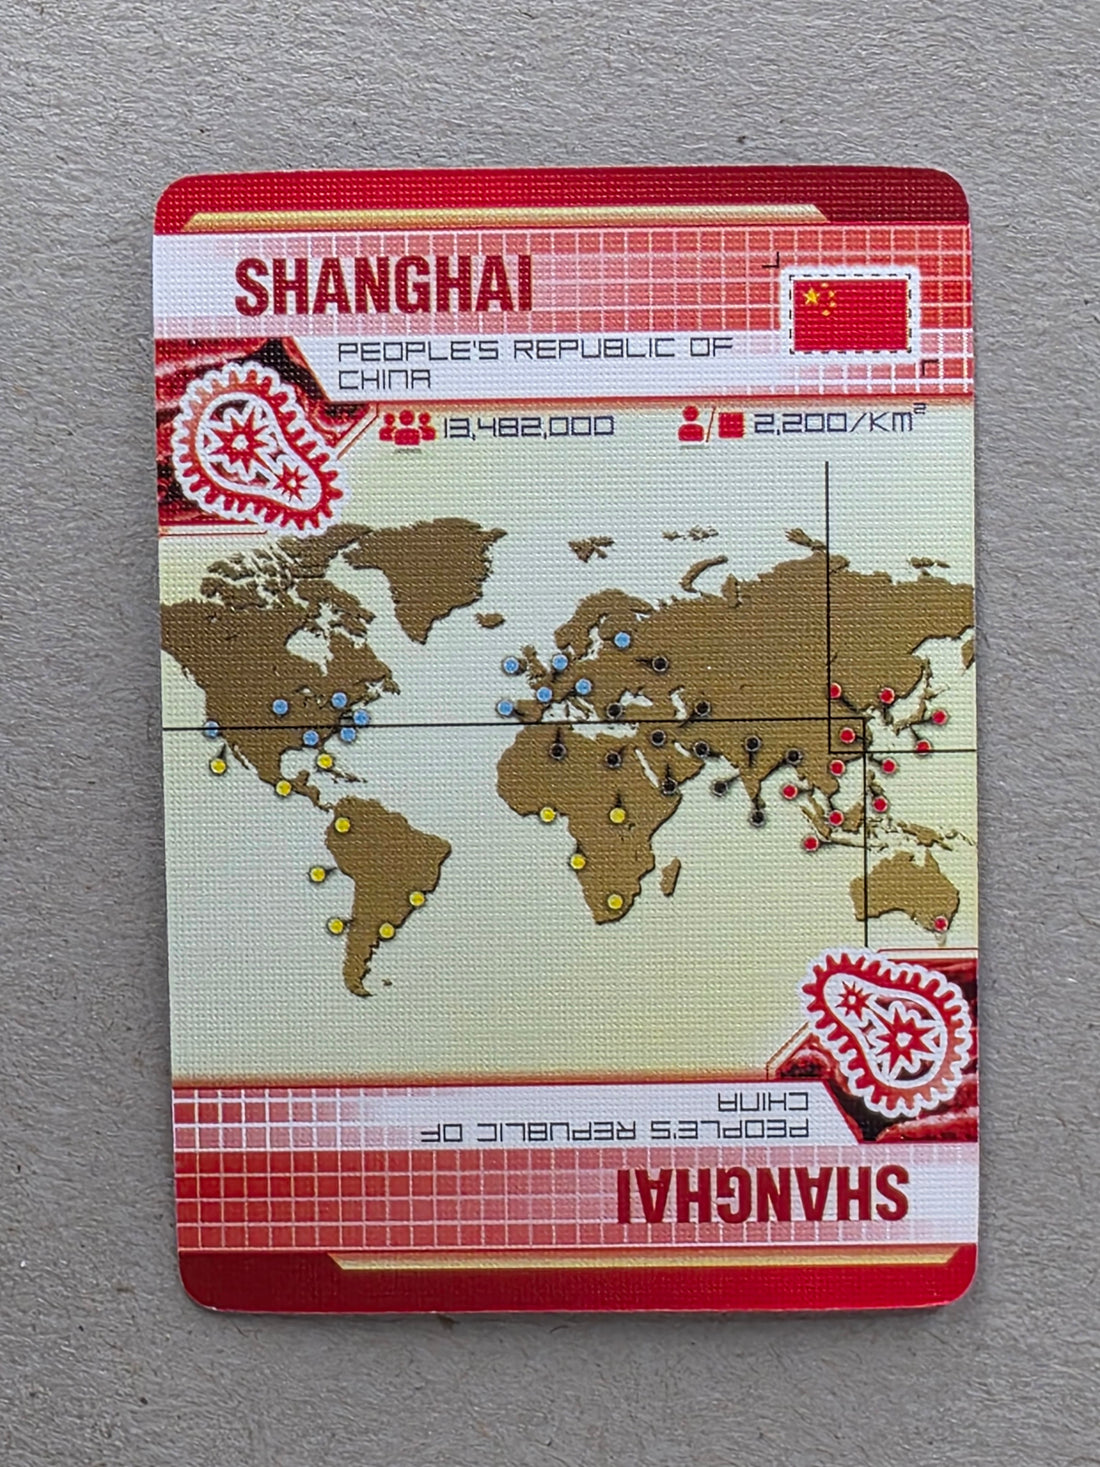 SHANGHAI
PEOPLE'S REPUBLIC OF
CHINA
13,482,000 2,200/KM²
CHINA
PEOPLE'S REPUBLIC OF
SHANGHAI